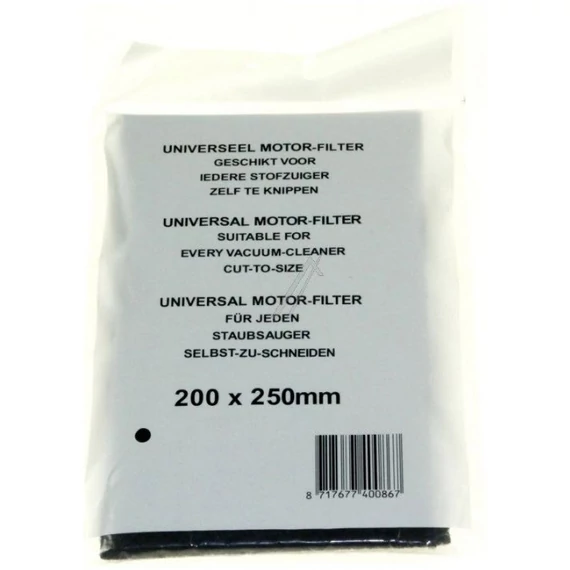 UNIVERSEEL MOTOR-FILTER
GESCHIKT VOOR
IEDERE STOFZUIGER
ZELF TE KNIPPEN
UNIVERSAL MOTOR-FILTER
SUITABLE FOR
EVERY VACUUM-CLEANER
CUT-TO-SIZE
UNIVERSAL MOTOR-FILTER
FÜR JEDEN
STAUBSAUGER
SELBST-ZU-SCHNEIDEN
200 x 250mm
8 717677 400867